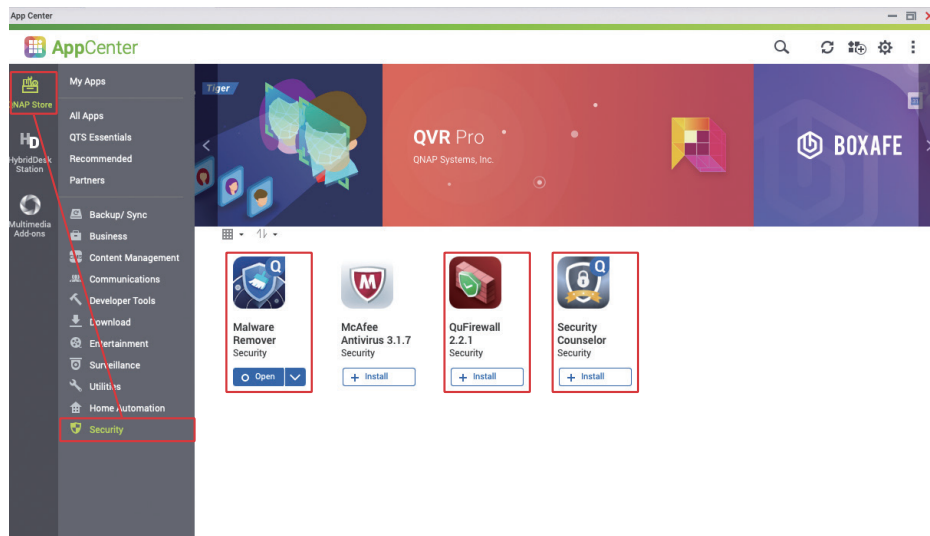 App Center
AppCenter
QNAP Store
HybridDesk
Station
Multimedia
Add-ons
My Apps
All Apps
QTS Essentials
Recommended
Partners
Backup/ Sync
Business
Content Management
Communications
Developer Tools
Download
Entertainment
Surveillance
Utilities
Home Automation
Security
Tiger
QVR Pro
QNAP Systems, Inc.
BOXAFE
Malware
Remover
Security
Open
McAfee
Antivirus 3.1.7
Security
+ Install
QuFirewall
2.2.1
Security
+ Install
Security
Counselor
Security
+ Install